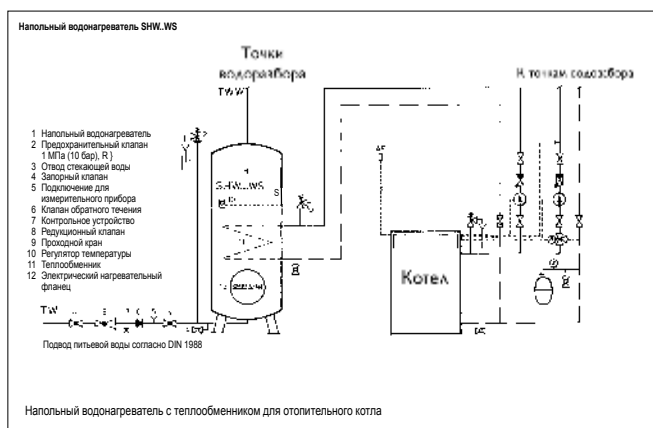 Напольный водонагреватель SHW..WS
Точки
водоразбора
TWW
К точкам
1 Напольный водонагреватель
2 Предохранительный клапан
1 МПа (10 бар), R }
3 Отвод стекающей воды
4 Запорный клапан
5 Подключение для
измерительного прибора
6 Клапан обратного течения
7 Контрольное устройство
8 Редукционный клапан
9 Проходной кран
10 Регулятор температуры
11 Теплообменник
12 Электрический нагревательный
фланец
SHW...WS
Котел
TW
Подвод питьевой воды согласно DIN 1988
Напольный водонагреватель с теплообменником для отопительного котла